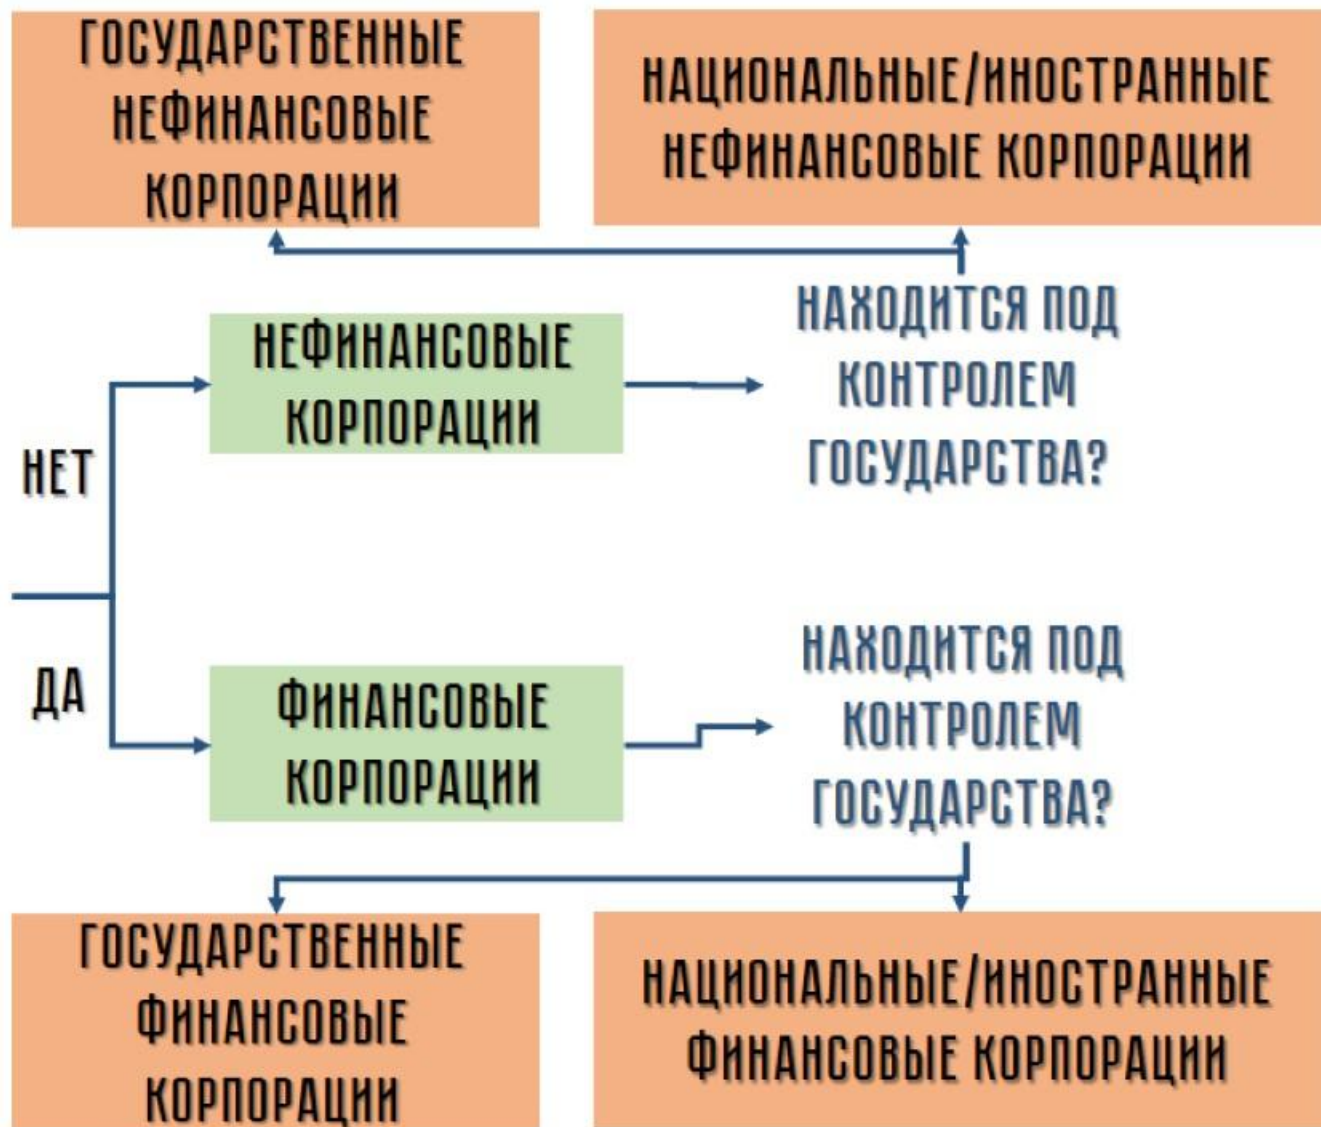 ГОСУДАРСТВЕННЫЕ
НЕФИНАНСОВЫЕ
КОРПОРАЦИИ
НАЦИОНАЛЬНЫЕ/ИНОСТРАННЫЕ
НЕФИНАНСОВЫЕ КОРПОРАЦИИ
НЕФИНАНСОВЫЕ
КОРПОРАЦИИ
НАХОДИТСЯ ПОД
КОНТРОЛЕМ
ГОСУДАРСТВА?
НЕТ
ДА
ФИНАНСОВЫЕ
КОРПОРАЦИИ
НАХОДИТСЯ ПОД
КОНТРОЛЕМ
ГОСУДАРСТВА?
ГОСУДАРСТВЕННЫЕ
ФИНАНСОВЫЕ
КОРПОРАЦИИ
НАЦИОНАЛЬНЫЕ/ИНОСТРАННЫЕ
ФИНАНСОВЫЕ КОРПОРАЦИИ